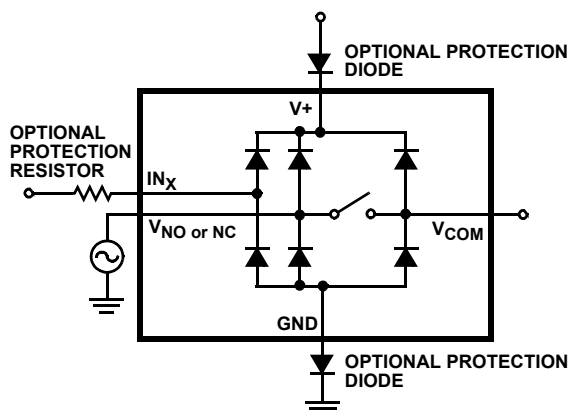 OPTIONAL PROTECTION
DIODE
V+
OPTIONAL
PROTECTION
RESISTOR
INX
VNO or NC
VCOM
GND
OPTIONAL PROTECTION
DIODE